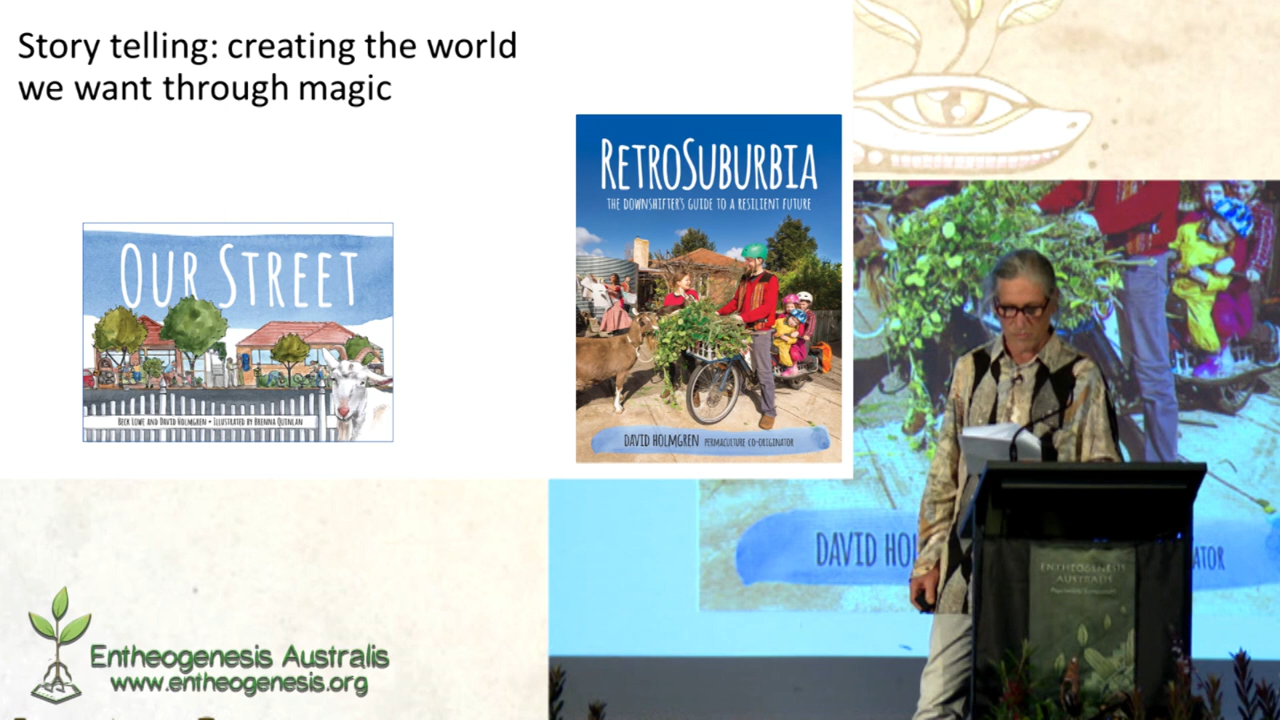 Story telling: creating the world
we want through magic
RETROSUBURBIA
THE DOWNSHIFTER'S GUIDE TO A RESILIENT FUTURE
OUR STREET
BECK LOWE AND DAVID HOLMGREN • ILLUSTRATED BY BRENNA QUINLAN
DAVID HOLMGREN PERMACULTURE CO-ORIGINATOR
DAVID HOL
ATOR
ENTHEOGENESIS
AUSTRALIS
Entheogenesis Australis
www.entheogenesis.org